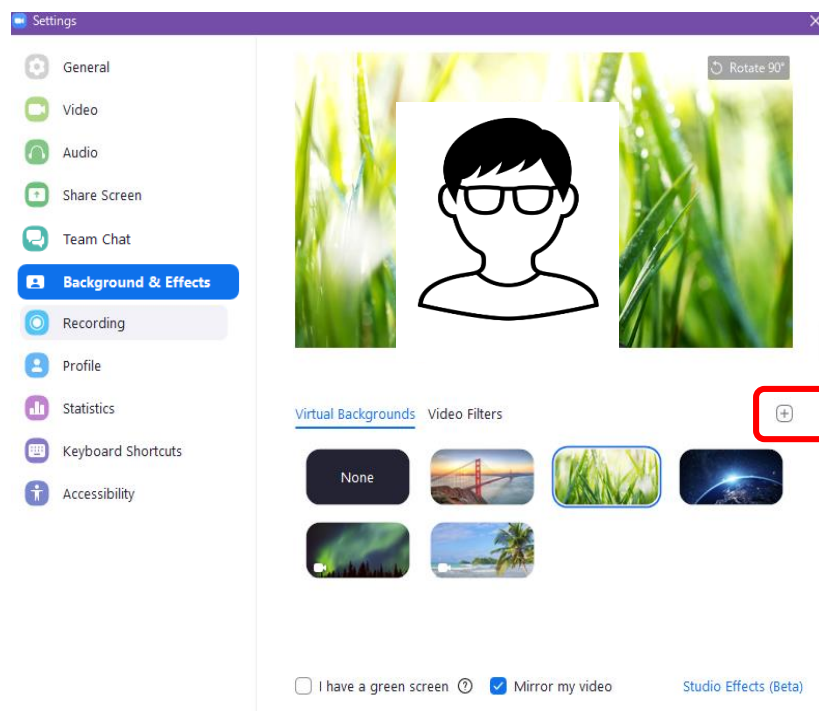 Settings
General
Video
Audio
Share Screen
Team Chat
Background & Effects
Recording
Profile
Statistics
Keyboard Shortcuts
Accessibility
Rotate 90°
Virtual Backgrounds Video Filters
None
I have a green screen Mirror my video Studio Effects (Beta)